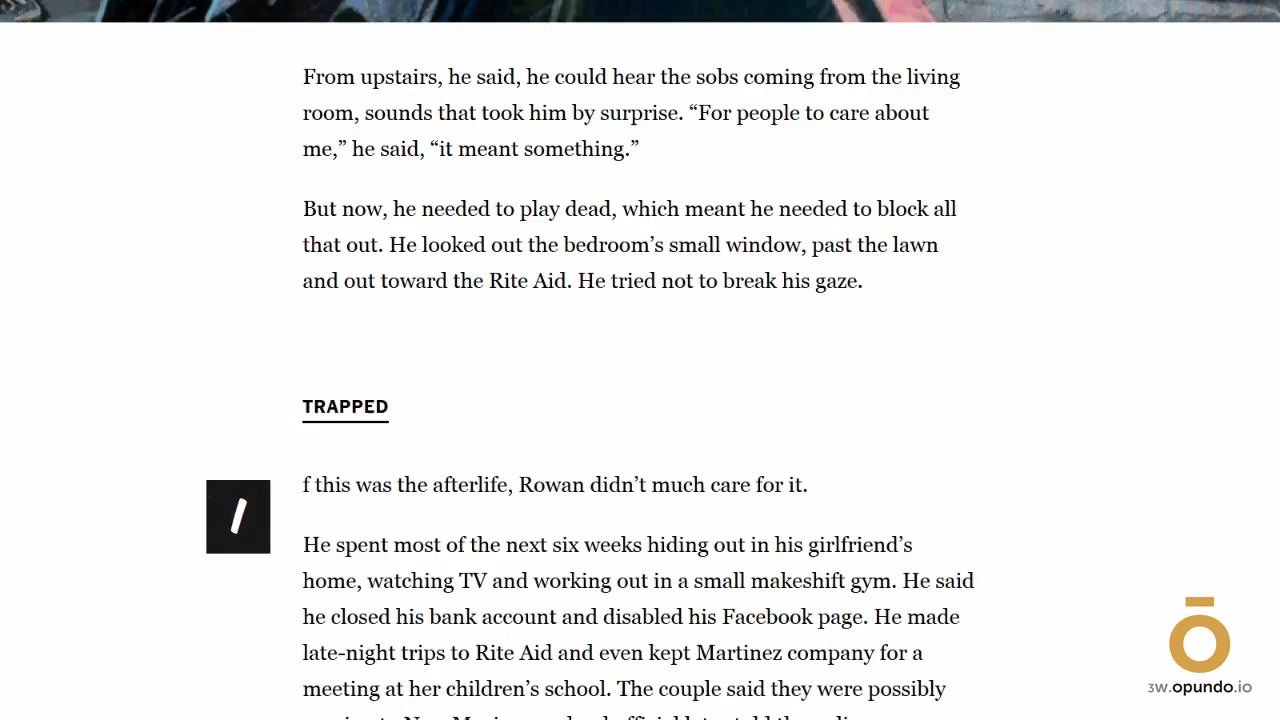 From upstairs, he said, he could hear the sobs coming from the living
room, sounds that took him by surprise. “For people to care about
me,” he said, “it meant something.”
But now, he needed to play dead, which meant he needed to block all
that out. He looked out the bedroom’s small window, past the lawn
and out toward the Rite Aid. He tried not to break his gaze.
TRAPPED
I
f this was the afterlife, Rowan didn’t much care for it.
He spent most of the next six weeks hiding out in his girlfriend’s
home, watching TV and working out in a small makeshift gym. He said
he closed his bank account and disabled his Facebook page. He made
late-night trips to Rite Aid and even kept Martinez company for a
meeting at her children’s school. The couple said they were possibly
3w.opundo.io